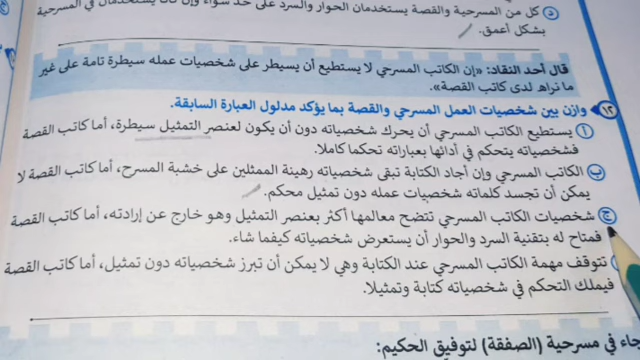 د كل من المسرحية والقصة يستخدمان الحوار والسرد على حد سواء وإن كانا يستخدمان في المسرحية
بشكل أعمق.
قال أحد النقاد: «إن الكاتب المسرحي لا يستطيع أن يسيطر على شخصيات عمله سيطرة تامة على غير
ما نراه لدى كاتب القصة».
١٢ وازن بين شخصيات العمل المسرحي والقصة بما يؤكد مدلول العبارة السابقة.
أ يستطيع الكاتب المسرحي أن يحرك شخصياته دون أن يكون لعنصر التمثيل سيطرة، أما كاتب القصة
فشخصياته يتحكم في أدائها بعباراته تحكما كاملا.
ب الكاتب المسرحي وإن أجاد الكتابة تبقى شخصياته رهينة الممثلين على خشبة المسرح، أما كاتب القصة لا
يمكن أن تجسد كلماته شخصيات عمله دون تمثيل محكم.
ج شخصيات الكاتب المسرحي تتضح معالمها أكثر بعنصر التمثيل وهو خارج عن إرادته، أما كاتب القصة
فمتاح له بتقنية السرد والحوار أن يستعرض شخصياته كيفما شاء.
تتوقف مهمة الكاتب المسرحي عند الكتابة وهي لا يمكن أن تبرز شخصياته دون تمثيل، أما كاتب القصة
فيملك التحكم في شخصياته كتابة وتمثيلا.
جاء في مسرحية (الصفقة) لتوفيق الحكيم: